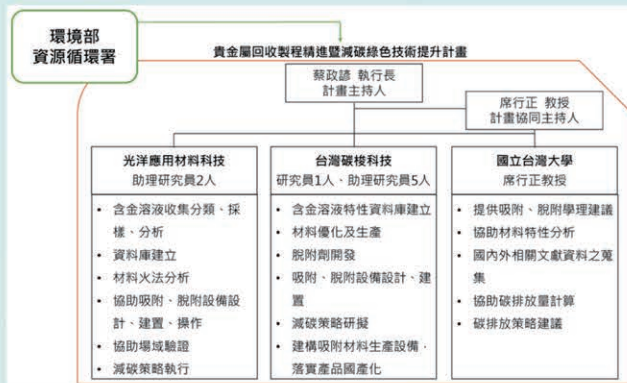 環境部
資源循環署
貴金屬回收製程精進暨減碳綠色技術提升計畫
蔡政諺 執行長
計畫主持人
席行正 教授
計畫協同主持人
光洋應用材料科技
助理研究員2人
• 含金溶液收集分類、採
樣、分析
• 資料庫建立
• 材料火法分析
• 協助吸附、脫附設備設
計、建置、操作
• 協助場域驗證
• 減碳策略執行
台灣碳梭科技
研究員1人、助理研究員5人
• 含金溶液特性資料庫建立
• 材料優化及生產
• 脫附劑開發
• 吸附、脫附設備設計、建
置
• 減碳策略研擬
• 建構吸附材料生產設備，
落實產品國產化
國立台灣大學
席行正教授
• 提供吸附、脫附學理建議
• 協助材料特性分析
• 國內外相關文獻資料之蒐
集
• 協助碳排放量計算
• 碳排放策略建議